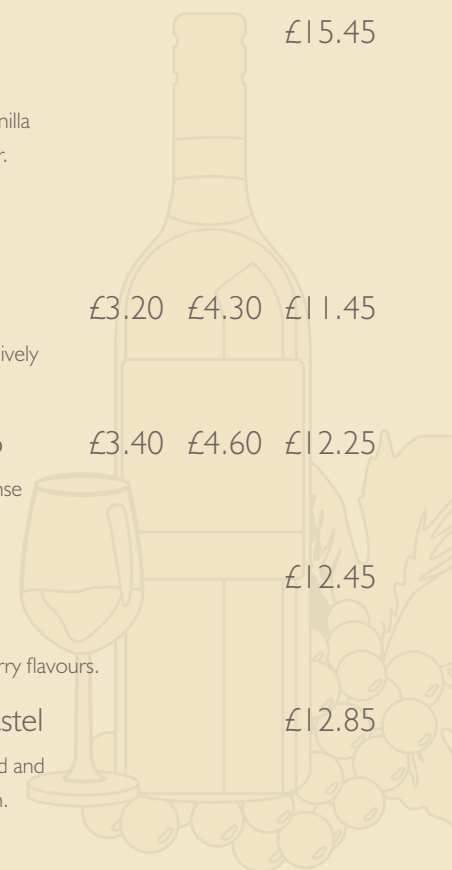 £15.45
nilla
r.
£3.20 £4.30 £11.45
ively
£3.40 £4.60 £12.25
nse
£12.45
rry flavours.
stel £12.85
d and
n.